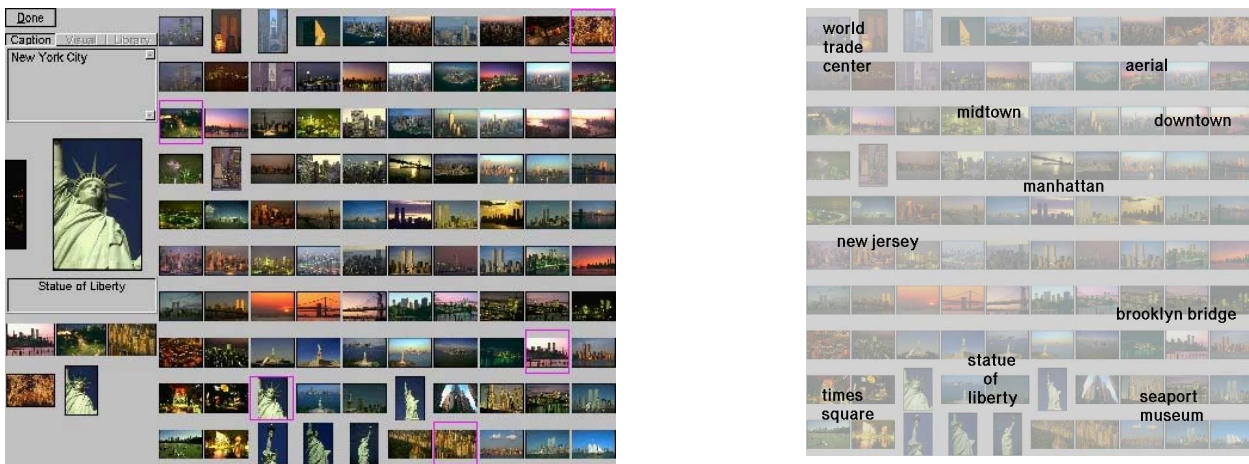 Done
Caption Visual Library
New York City
Statue of Liberty
world
trade
center
aerial
midtown
downtown
manhattan
new jersey
brooklyn bridge
statue
of
liberty
times
square
seaport
museum